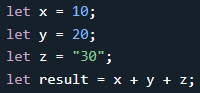 let x = 10;
let y = 20;
let z = "30";
let result = x + y + z;